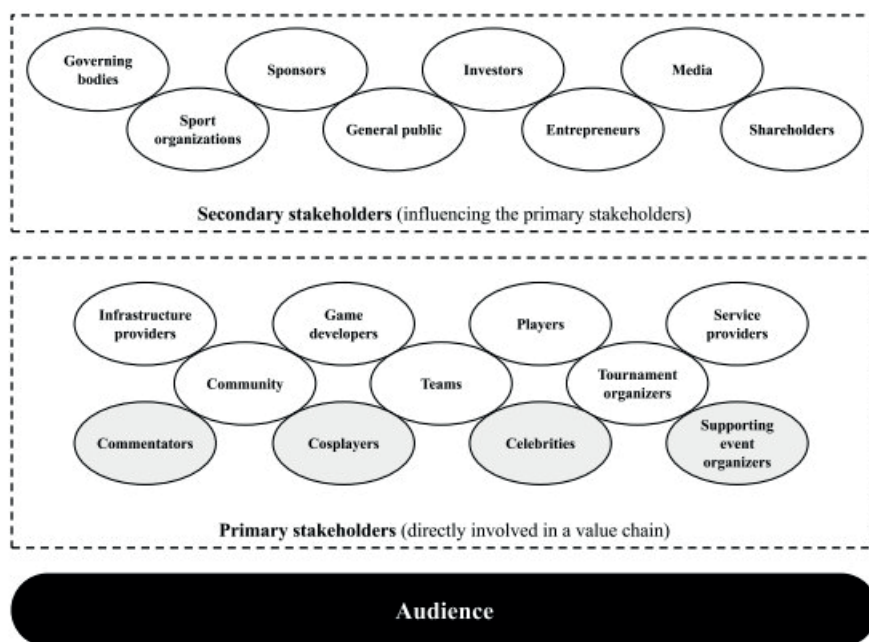 Governing
bodies
Sponsors
Investors
Media
Sport
organizations
General public
Entrepreneurs
Shareholders
Secondary stakeholders (influencing the primary stakeholders)
Infrastructure
providers
Game
developers
Players
Service
providers
Community
Teams
Tournament
organizers
Commentators
Cosplayers
Celebrities
Supporting
event
organizers
Primary stakeholders (directly involved in a value chain)
Audience